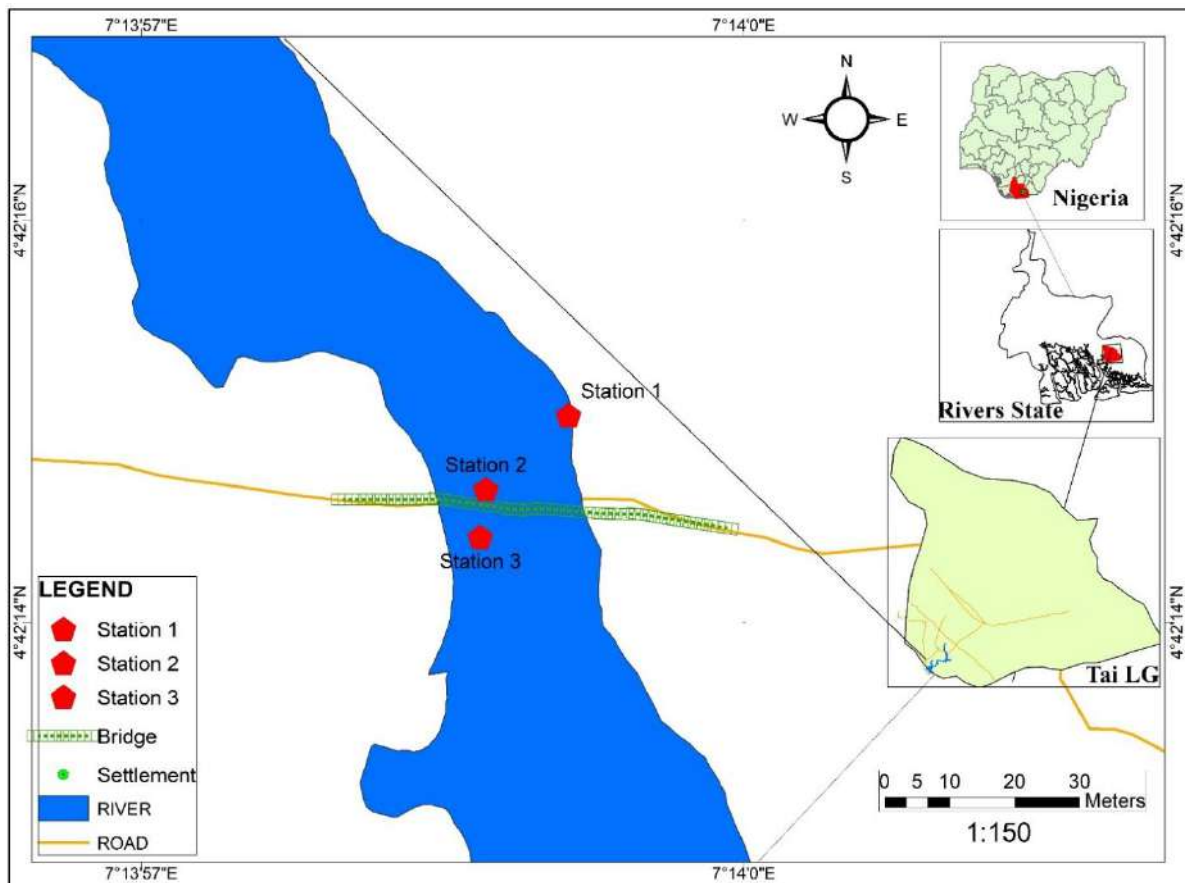 7°13'57"E
7°14'0"E
N
W
E
S
Nigeria
4°42'16"N
4°42'16"N
Rivers State
Station 1
Station 2
Station 3
Tai LG
4°42'14"N
4°42'14"N
LEGEND
Station 1
Station 2
Station 3
Bridge
Settlement
RIVER
ROAD
0 5 10 20 30
Meters
1:150
7°13'57"E
7°14'0"E